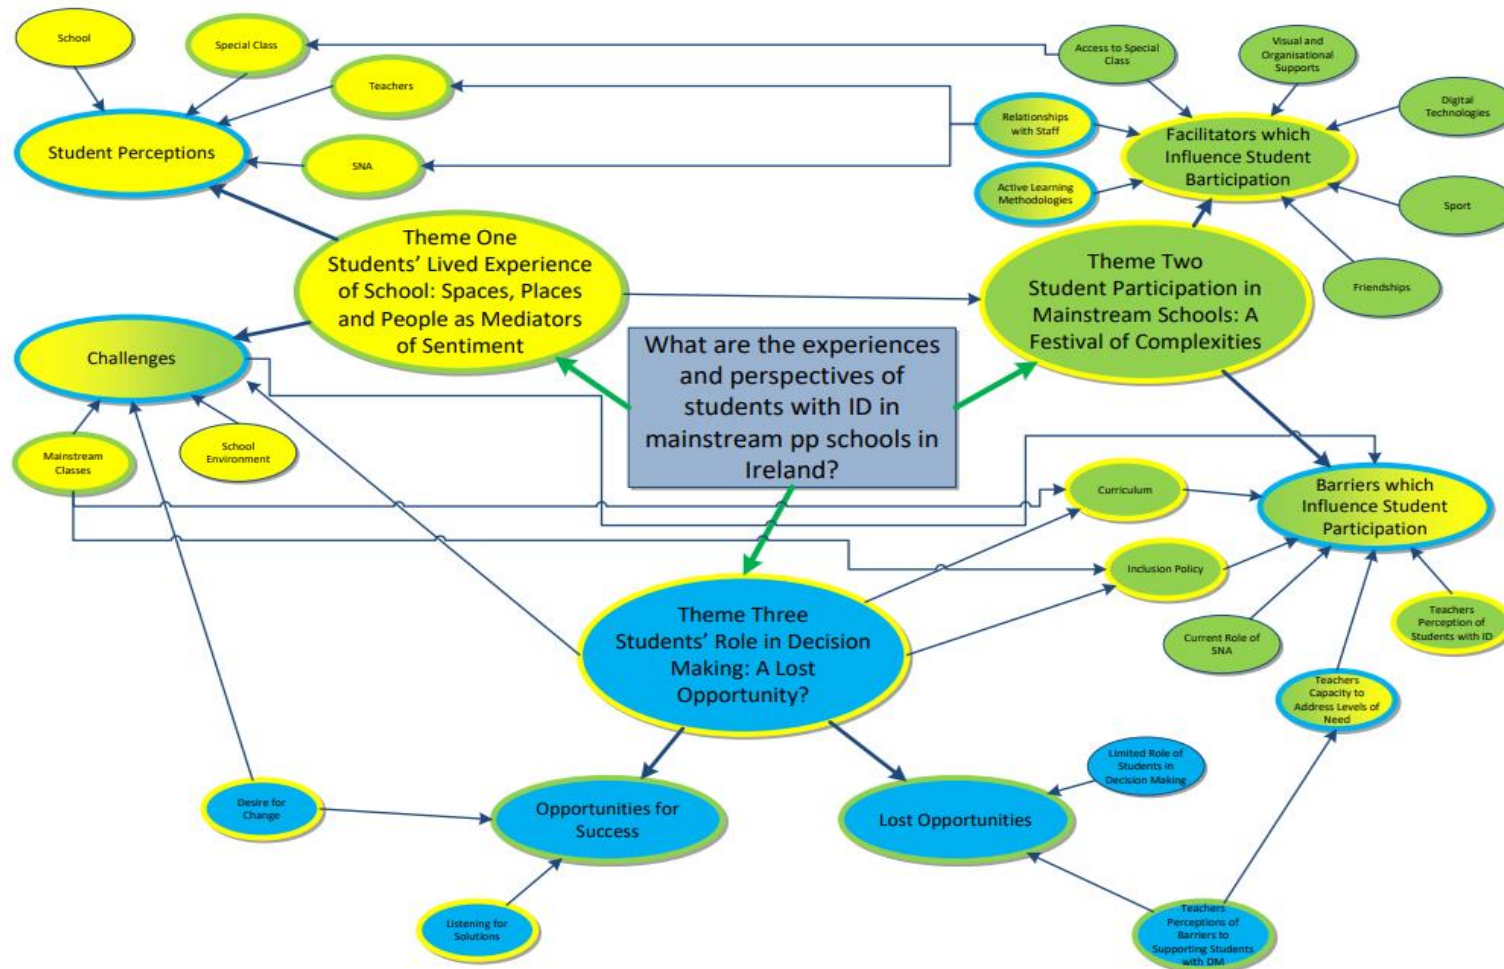 School
Special Class
Teachers
SNA
Student Perceptions
Access to Special
Class
Visual and
Organisational
Supports
Digital
Technologies
Relationships
with Staff
Active Learning
Methodologies
Facilitators which
Influence Student
Barticipation
Sport
Friendships
Theme One
Students’ Lived Experience
of School: Spaces, Places
and People as Mediators
of Sentiment
Theme Two
Student Participation in
Mainstream Schools: A
Festival of Complexities
What are the experiences
and perspectives of
students with ID in
mainstream pp schools in
Ireland?
Challenges
Mainstream
Classes
School
Environment
Curriculum
Inclusion Policy
Barriers which
Influence Student
Participation
Current Role of
SNA
Teachers
Perception of
Students with ID
Teachers
Capacity to
Address Levels of
Need
Theme Three
Students’ Role in Decision
Making: A Lost
Opportunity?
Desire for
Change
Opportunities for
Success
Listening for
Solutions
Lost Opportunities
Limited Role of
Students in
Decision Making
Teachers
Perceptions of
Barriers to
Supporting Students
with DM